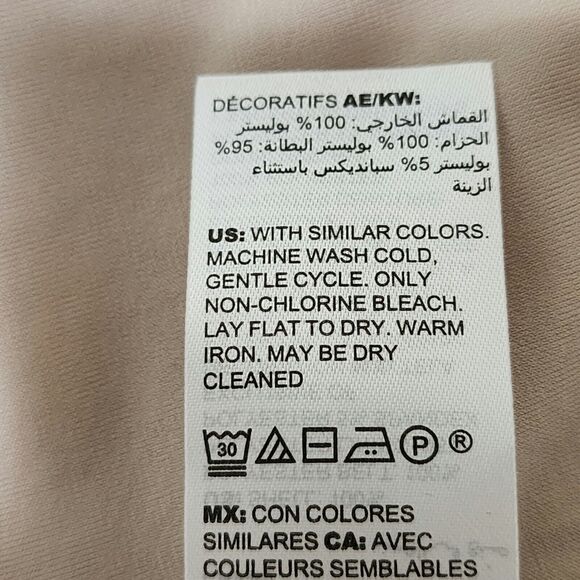 DÉCORATIFS AE/KW:
القماش الخارجي: 100% بوليستر
الحزام: 100% بوليستر البطانة: 95%
بوليستر 5% سبانديكس باستثناء
الزينة
US: WITH SIMILAR COLORS.
MACHINE WASH COLD,
GENTLE CYCLE. ONLY
NON-CHLORINE BLEACH.
LAY FLAT TO DRY. WARM
IRON. MAY BE DRY
CLEANED
30 P ®
MX: CON COLORES
SIMILARES CA: AVEC
COULEURS SEMBLABLES